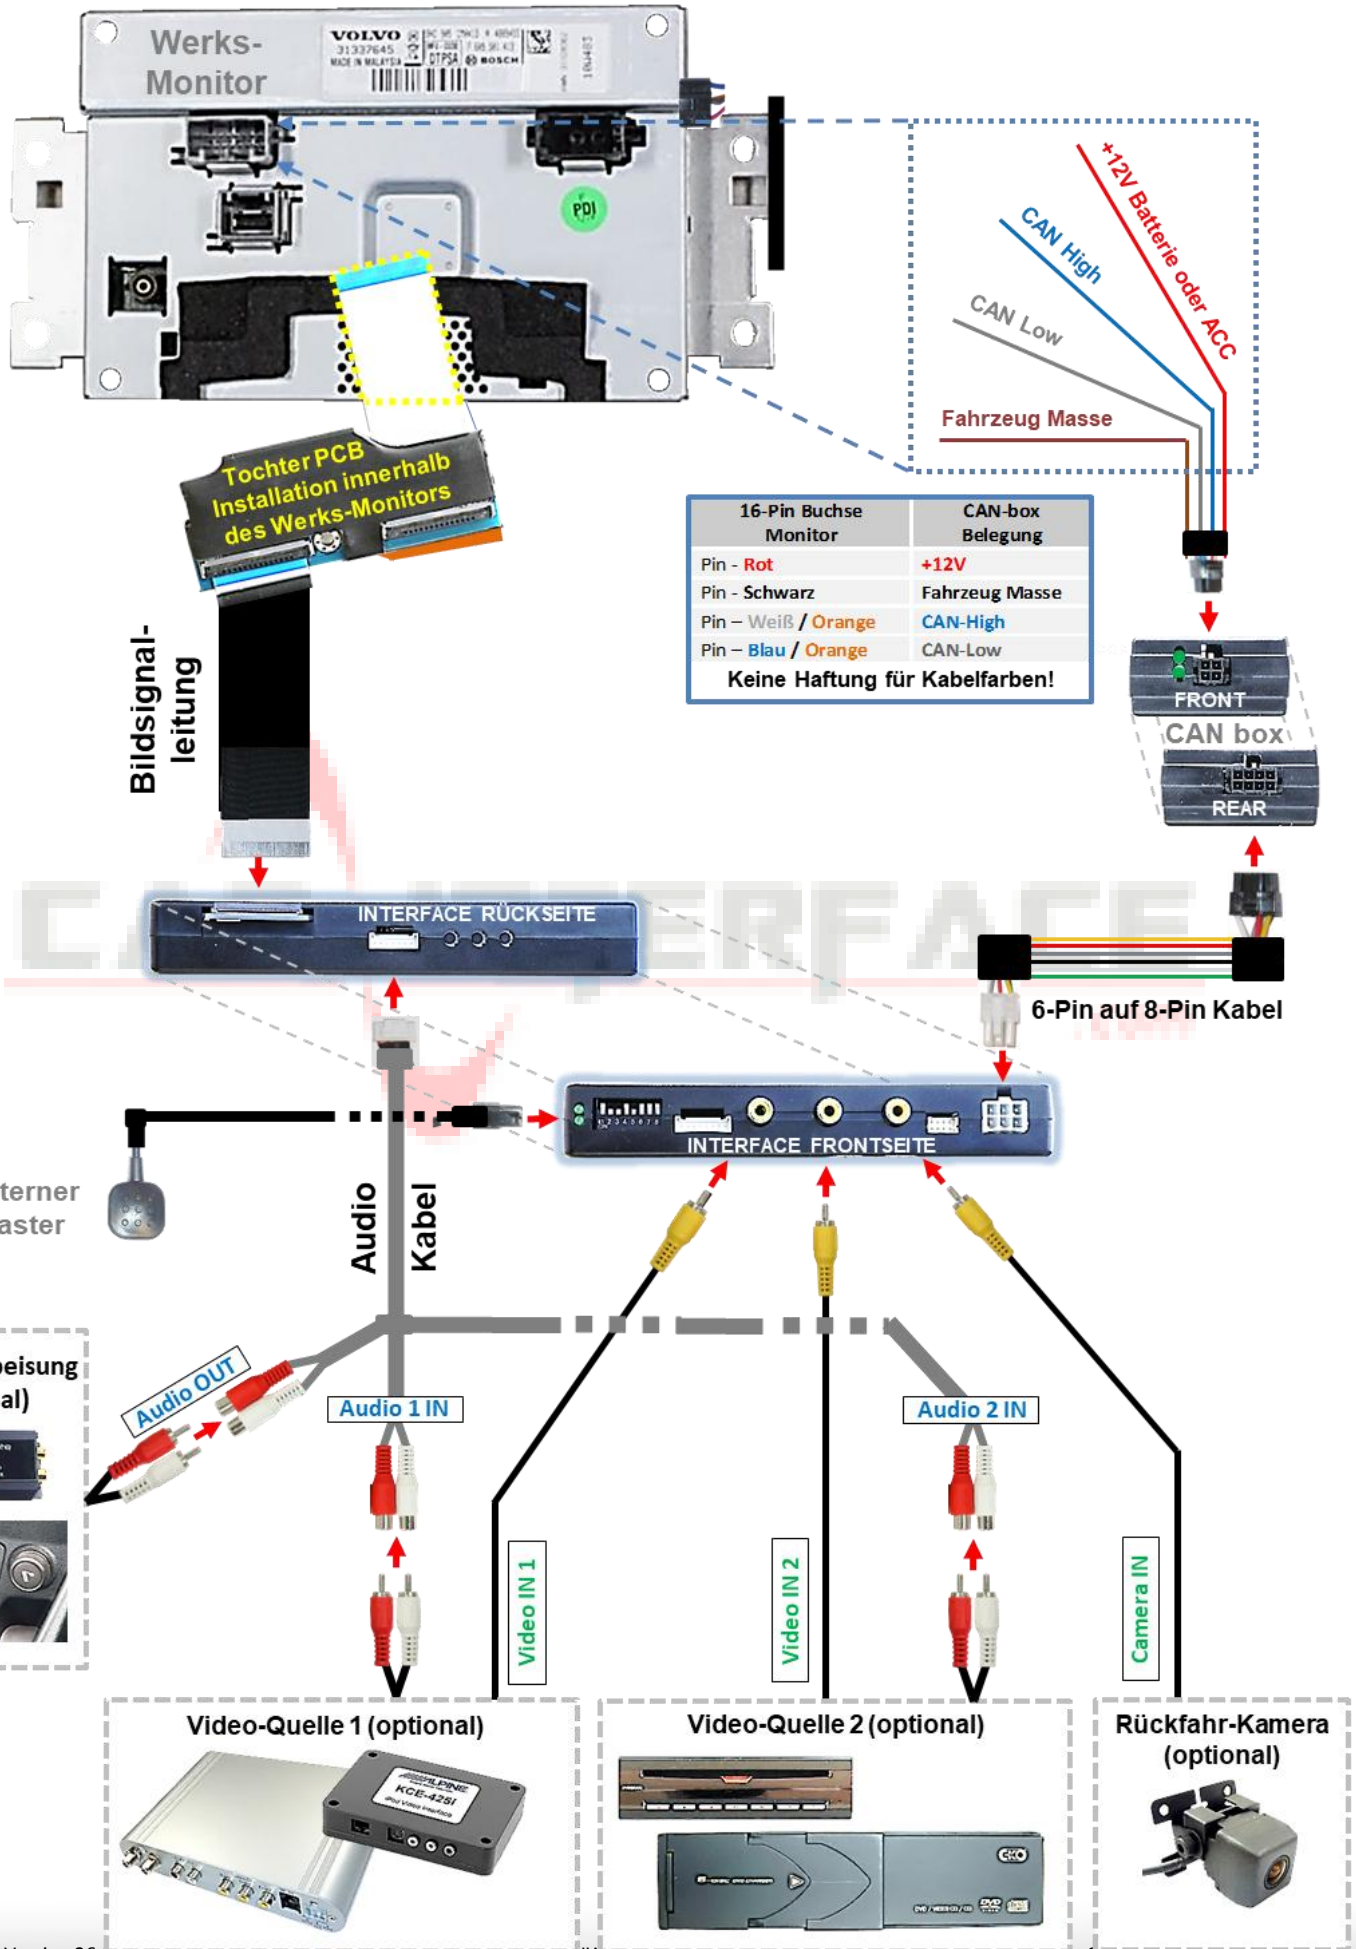 Werks-
Monitor
VOLVO
31337645
MADE IN MALAYSIA
DTPSA
BOSCH
PDI
+12V Batterie oder ACC
CAN High
CAN Low
Fahrzeug Masse
Tochter PCB
Installation innerhalb
des Werks-Monitors
16-Pin Buchse Monitor
CAN-box Belegung
Pin - Rot +12V
Pin - Schwarz Fahrzeug Masse
Pin – Weiß / Orange CAN-High
Pin – Blau / Orange CAN-Low
Keine Haftung für Kabelfarben!
Bildsignal-
leitung
FRONT
CAN box
REAR
INTERFACE RÜCKSEITE
6-Pin auf 8-Pin Kabel
INTERFACE FRONTSEITE
terner
aster
Audio Kabel
eisung
al)
Audio OUT
Audio 1 IN
Audio 2 IN
Video IN 1
Video IN 2
Camera IN
Video-Quelle 1 (optional)
Video-Quelle 2 (optional)
Rückfahr-Kamera
(optional)
ALPINE
KCE-425i
iPod Video Interface
DVD